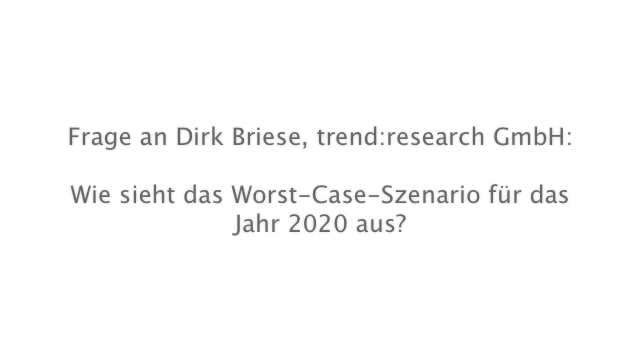 Frage an Dirk Briese, trend:research GmbH:
Wie sieht das Worst-Case-Szenario für das
Jahr 2020 aus?